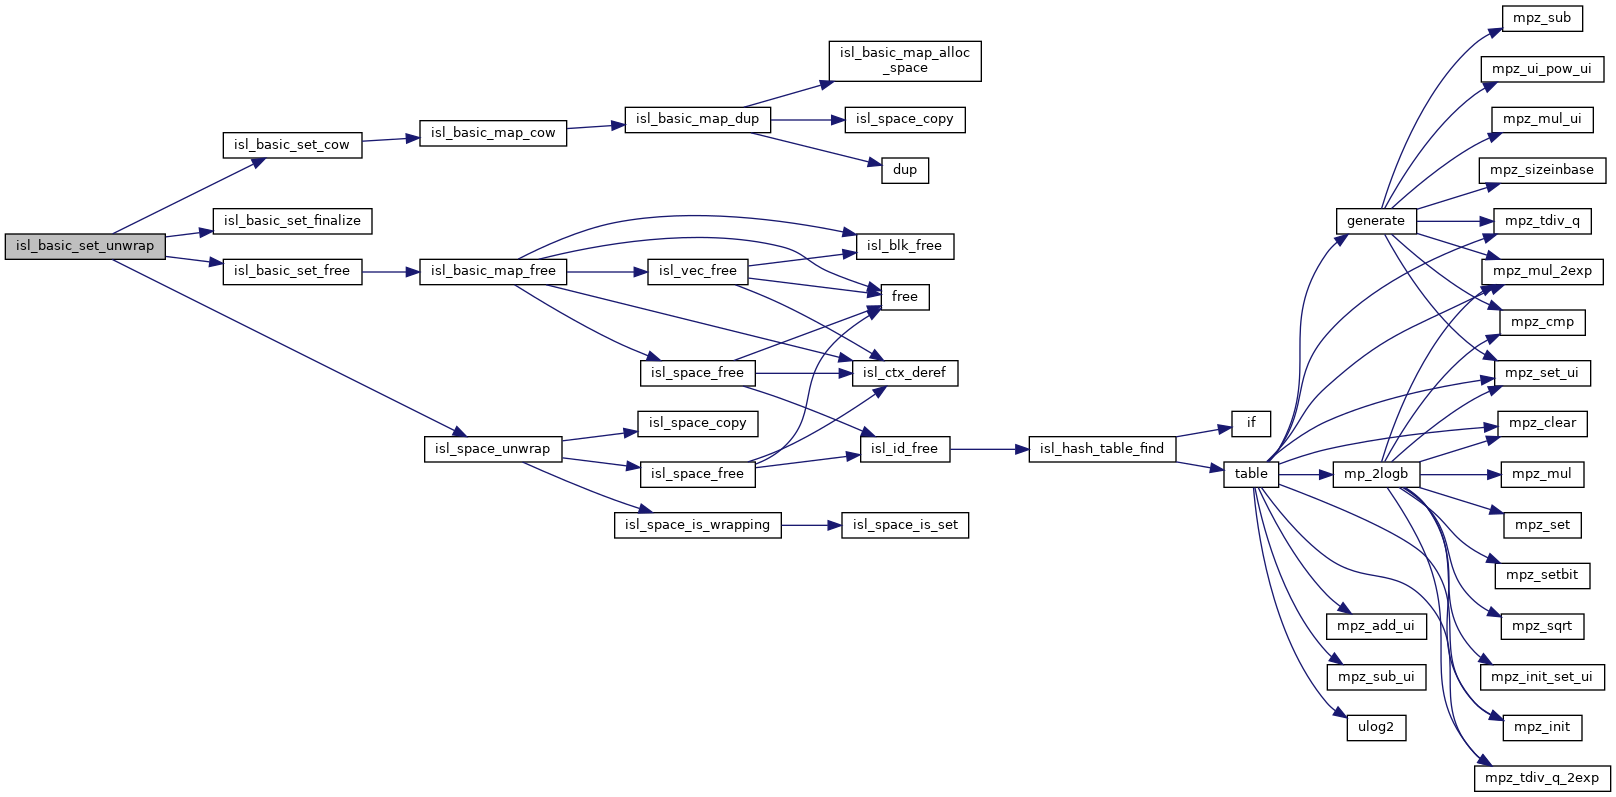 isl_basic_set_unwrap
isl_basic_set_cow
isl_basic_set_finalize
isl_basic_set_free
isl_basic_map_cow
isl_basic_map_free
isl_space_unwrap
isl_basic_map_dup
isl_vec_free
isl_space_free
isl_space_copy
isl_space_free
isl_space_is_wrapping
isl_basic_map_alloc
_space
isl_space_copy
dup
isl_blk_free
free
isl_ctx_deref
isl_id_free
isl_space_is_set
isl_hash_table_find
if
table
generate
mp_2logb
mpz_add_ui
mpz_sub_ui
ulog2
mpz_sub
mpz_ui_pow_ui
mpz_mul_ui
mpz_sizeinbase
mpz_tdiv_q
mpz_mul_2exp
mpz_cmp
mpz_set_ui
mpz_clear
mpz_mul
mpz_set
mpz_setbit
mpz_sqrt
mpz_init_set_ui
mpz_init
mpz_tdiv_q_2exp